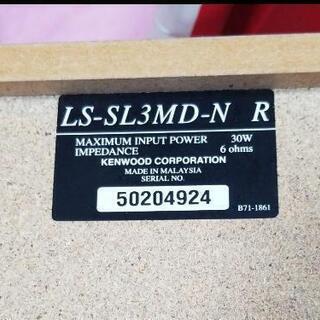 LS-SL3MD-N R
MAXIMUM INPUT POWER 30W
IMPEDANCE 6 ohms
KENWOOD CORPORATION
MADE IN MALAYSIA
SERIAL NO.
50204924
B71-1861